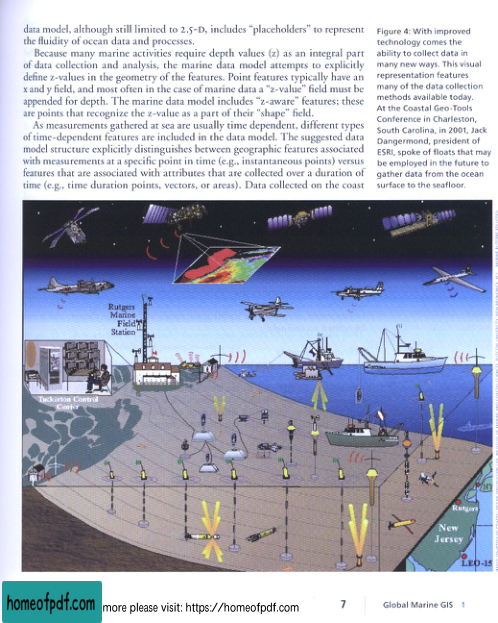 data model, although still limited to 2.5-D, includes “placeholders” to represent
the fluidity of ocean data and processes.
Because many marine activities require depth values (z) as an integral part
of data collection and analysis, the marine data model attempts to explicitly
define z-values in the geometry of the features. Point features typically have an
x and y field, and most often in the case of marine data a “z-value” field must be
appended for depth. The marine data model includes “z-aware” features; these
are points that recognize the z-value as a part of their “shape” field.
As measurements gathered at sea are usually time dependent, different types
of time-dependent features are included in the data model. The suggested data
model structure explicitly distinguishes between geographic features associated
with measurements at a specific point in time (e.g., instantaneous points) versus
features that are associated with attributes that are collected over a duration of
time (e.g., time duration points, vectors, or areas). Data collected on the coast
Figure 4: With improved
technology comes the
ability to collect data in
many new ways. This visual
representation features
many of the data collection
methods available today.
At the Coastal Geo-Tools
Conference in Charleston,
South Carolina, in 2001, Jack
Dangermond, president of
ESRI, spoke of floats that may
be employed in the future to
gather data from the ocean
surface to the seafloor.
Rutgers
Marine
Field
Station
Tuckerton Control
Center
Rutgers
New
Jersey
LEO-15
homeofpdf.com
more please visit: https://homeofpdf.com
7
Global Marine GIS 1